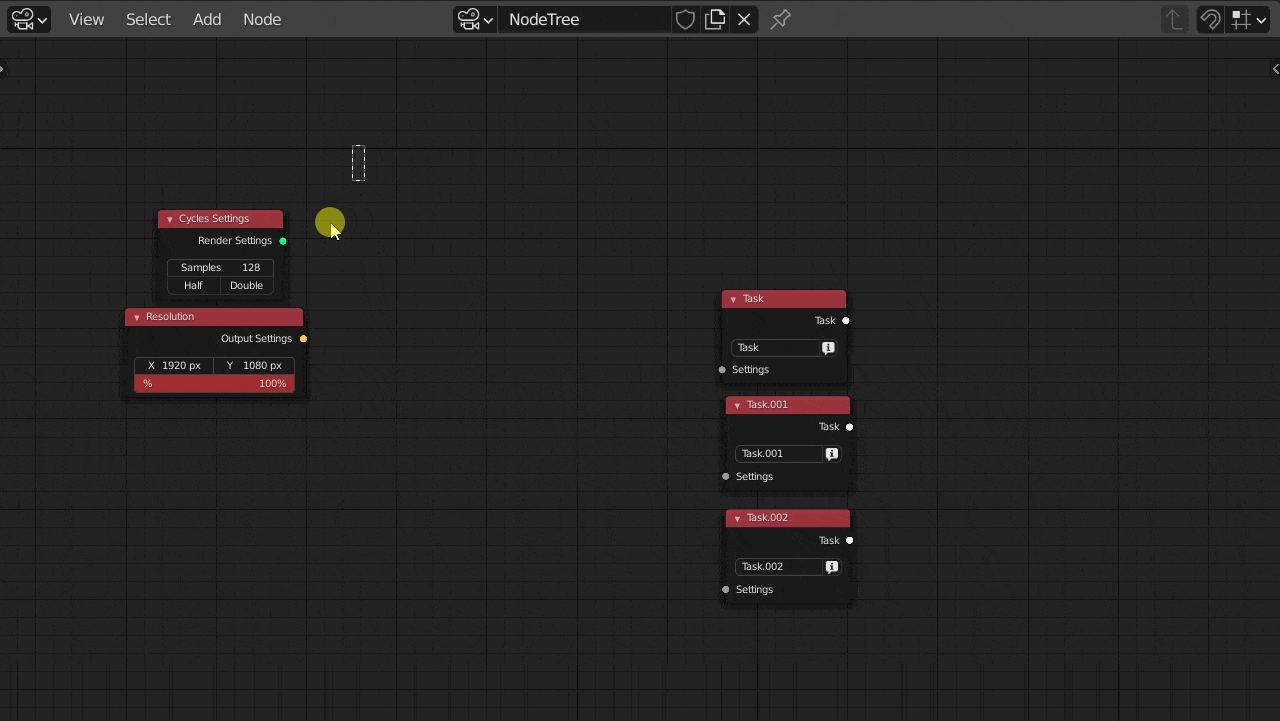 View Select Add Node NodeTree
Cycles Settings
Render Settings
Samples 128
Half Double
Resolution
Output Settings
X 1920 px Y 1080 px
% 100%
Task
Task
Task
Settings
Task.001
Task
Task.001
Settings
Task.002
Task
Task.002
Settings